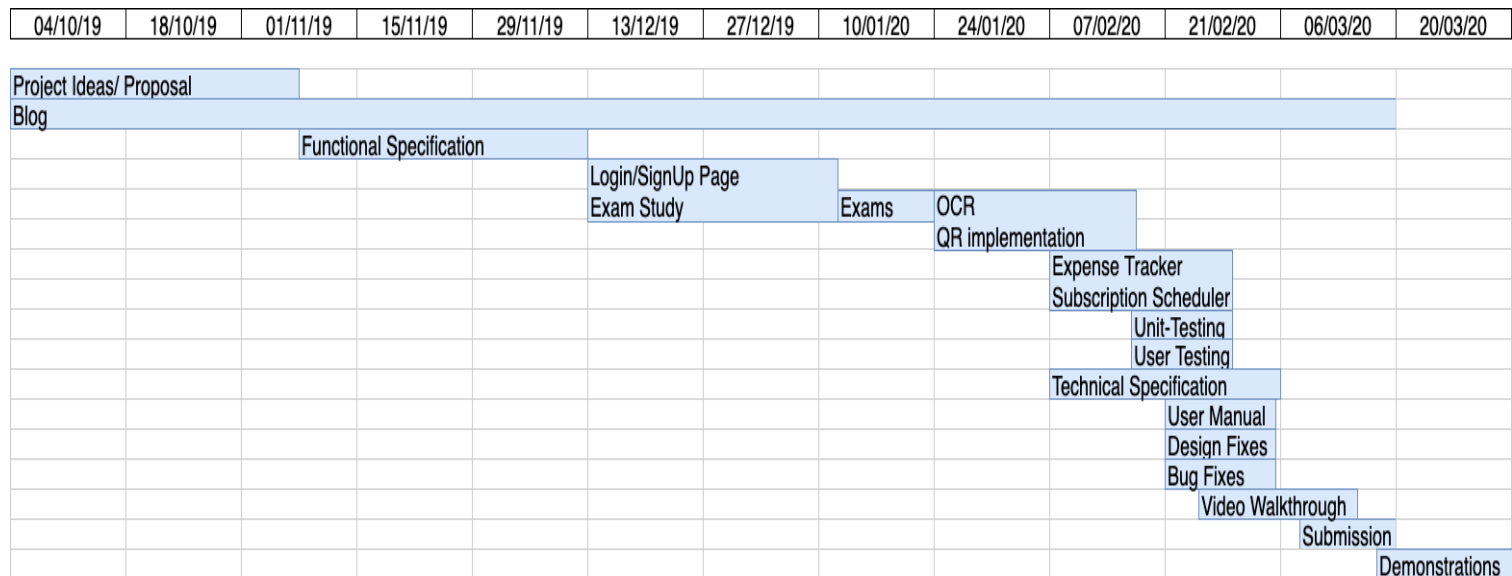 04/10/19 18/10/19 01/11/19 15/11/19 29/11/19 13/12/19 27/12/19 10/01/20 24/01/20 07/02/20 21/02/20 06/03/20 20/03/20
Project Ideas/ Proposal
Blog
Functional Specification
Login/SignUp Page
Exam Study Exams OCR
QR implementation
Expense Tracker
Subscription Scheduler
Unit-Testing
User Testing
Technical Specification
User Manual
Design Fixes
Bug Fixes
Video Walkthrough
Submission
Demonstrations